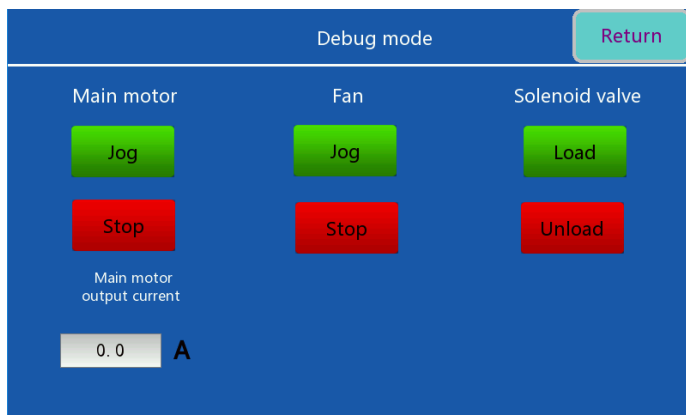 Debug mode
Return
Main motor
Fan
Solenoid valve
Jog
Jog
Load
Stop
Stop
Unload
Main motor
output current
0. 0
A